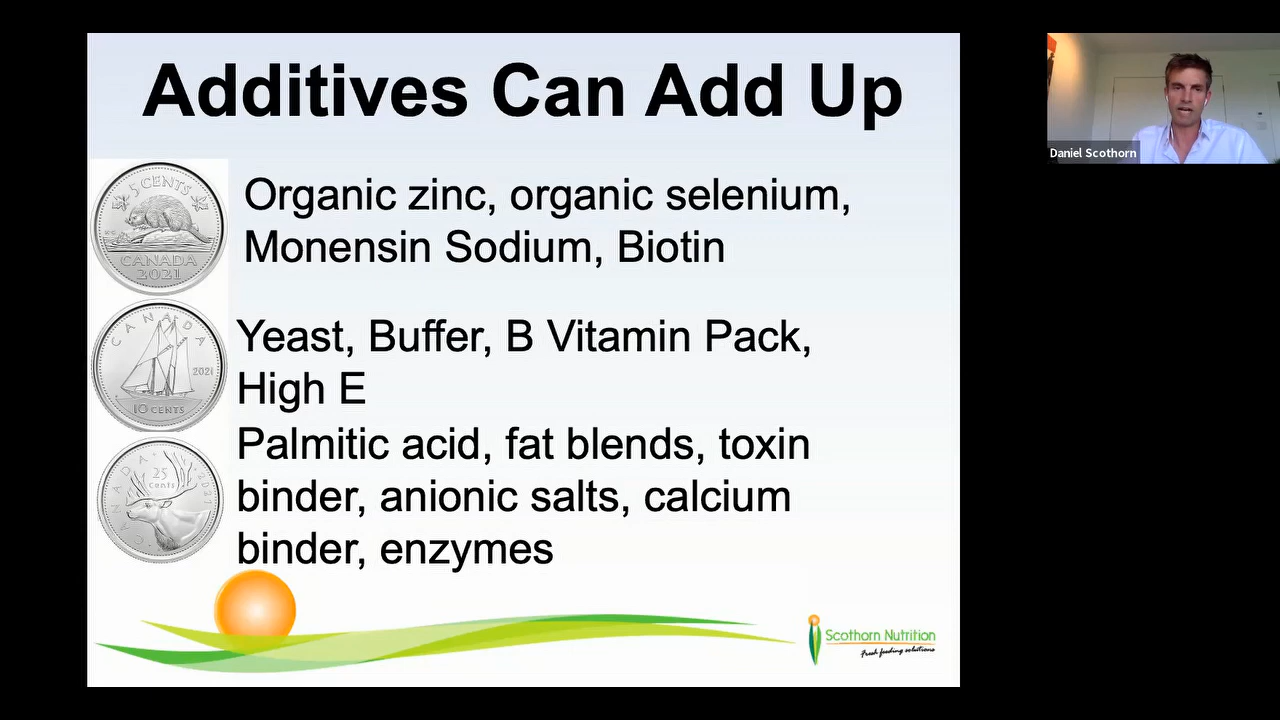 Additives Can Add Up
5 CENTS
CANADA
2021
Organic zinc, organic selenium,
Monensin Sodium, Biotin
CANADA
2021
10 CENTS
Yeast, Buffer, B Vitamin Pack,
High E
CANADA
25
Cents
2021
Palmitic acid, fat blends, toxin
binder, anionic salts, calcium
binder, enzymes
Scothorn Nutrition
Fresh feeding solutions
Daniel Scothorn